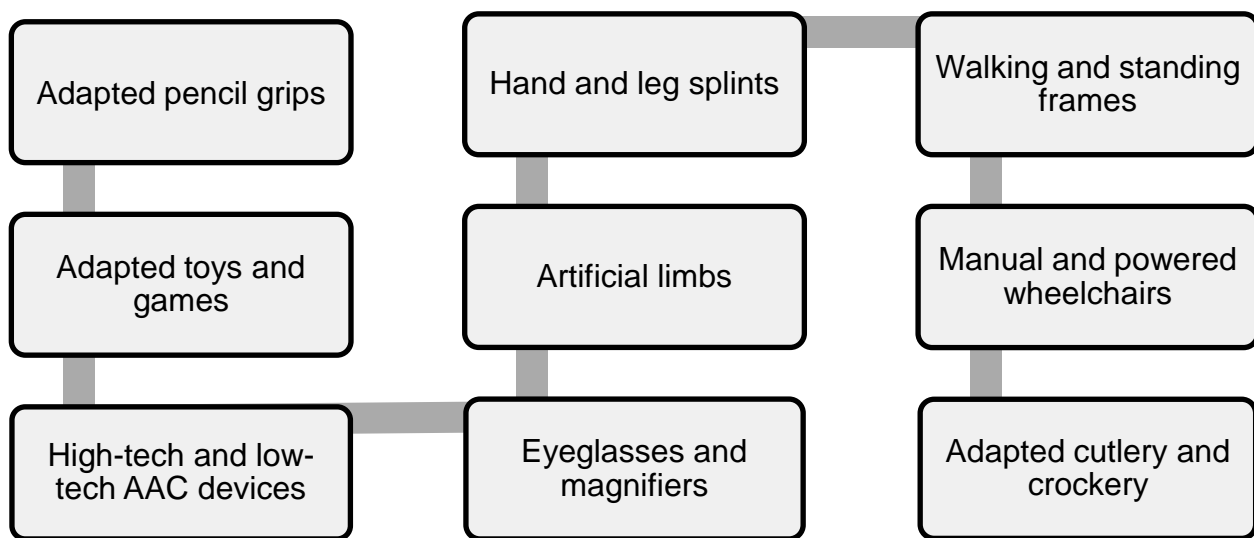 Adapted pencil grips
Adapted toys and
games
High-tech and low-
tech AAC devices
Eyeglasses and
magnifiers
Artificial limbs
Hand and leg splints
Walking and standing
frames
Manual and powered
wheelchairs
Adapted cutlery and
crockery